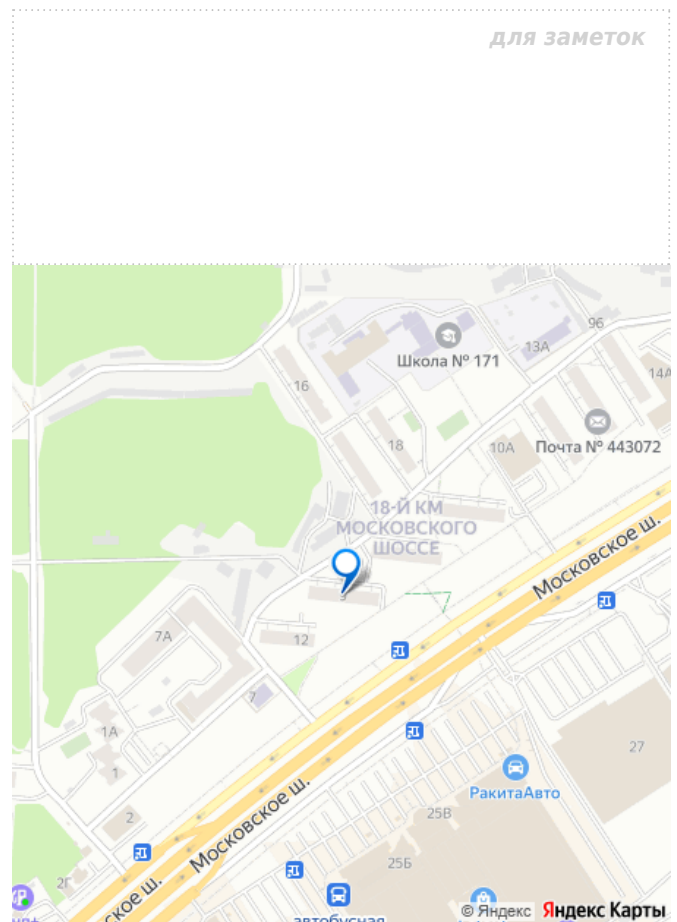 для заметок
96
Школа № 171
13А
14А
16
18
10А
Почта № 443072
18-Й КМ
МОСКОВСКОГО
ШОССЕ
Московское ш.
7А
12
7
1А
1
27
РакитаАвто
25В
2
Московское ш.
25Б
2Г
ское ш.
автобусная
© Яндекс
Яндекс Карты